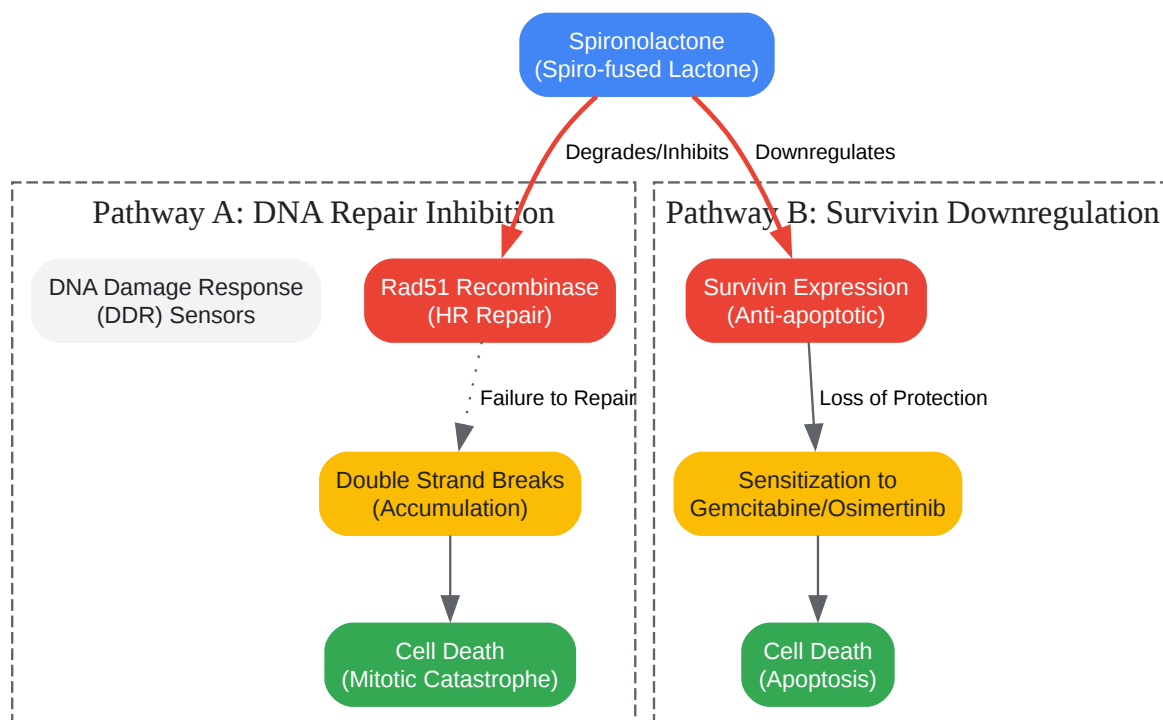 Spironolactone
(Spiro-fused Lactone)
Degrades/Inhibits
Downregulates
Pathway A: DNA Repair Inhibition
DNA Damage Response
(DDR) Sensors
Rad51 Recombinase
(HR Repair)
Failure to Repair
Double Strand Breaks
(Accumulation)
Cell Death
(Mitotic Catastrophe)
Pathway B: Survivin Downregulation
Survivin Expression
(Anti-apoptotic)
Loss of Protection
Sensitization to
Gemcitabine/Osimertinib
Cell Death
(Apoptosis)